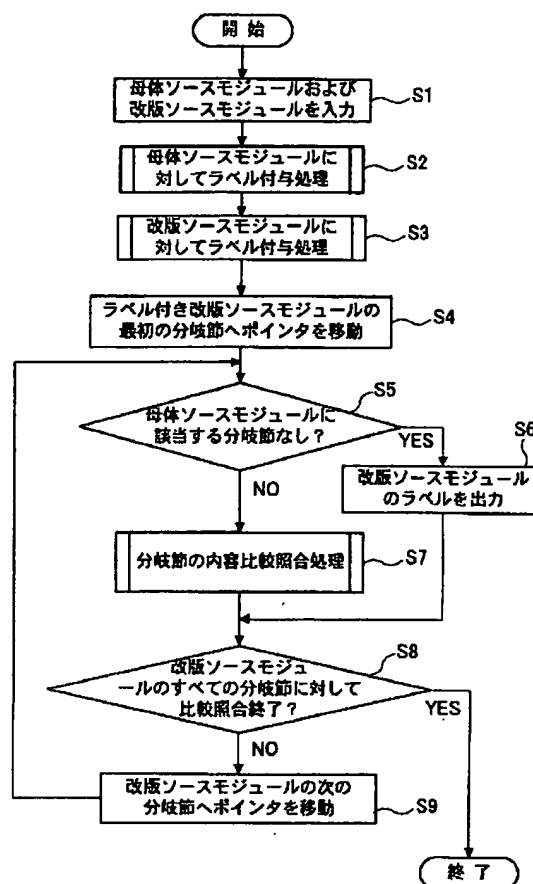 開 始
母体ソースモジュールおよび
改版ソースモジュールを入力
S1
母体ソースモジュールに
対してラベル付与処理
S2
改版ソースモジュールに
対してラベル付与処理
S3
ラベル付き改版ソースモジュールの
最初の分岐節へポインタを移動
S4
S5
母体ソースモジュールに
該当する分岐節なし?
YES
NO
S6
改版ソースモジュール
のラベルを出力
分岐節の内容比較照合処理
S7
S8
改版ソースモジュ
ールのすべての分岐節に対して
比較照合終了?
YES
NO
改版ソースモジュールの次の
分岐節へポインタを移動
S9
終 了